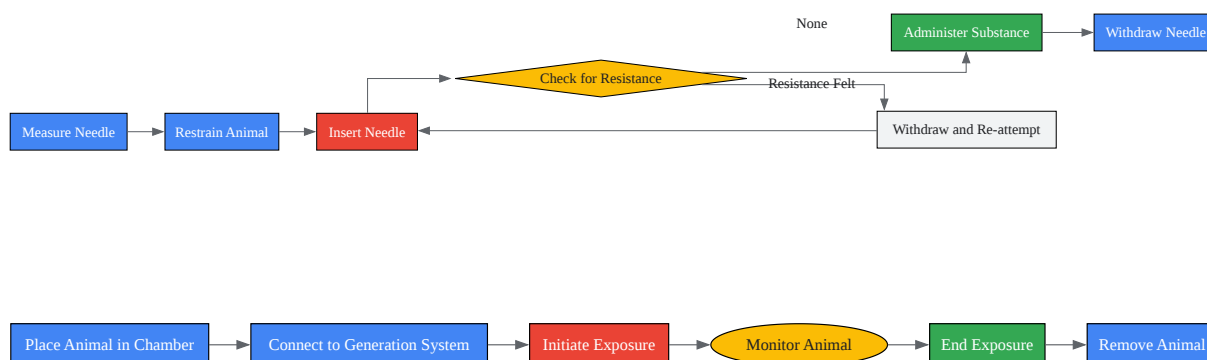 None
Administer Substance
Withdraw Needle
Check for Resistance
Resistance Felt
Measure Needle
Restrain Animal
Insert Needle
Withdraw and Re-attempt
Place Animal in Chamber
Connect to Generation System
Initiate Exposure
Monitor Animal
End Exposure
Remove Animal